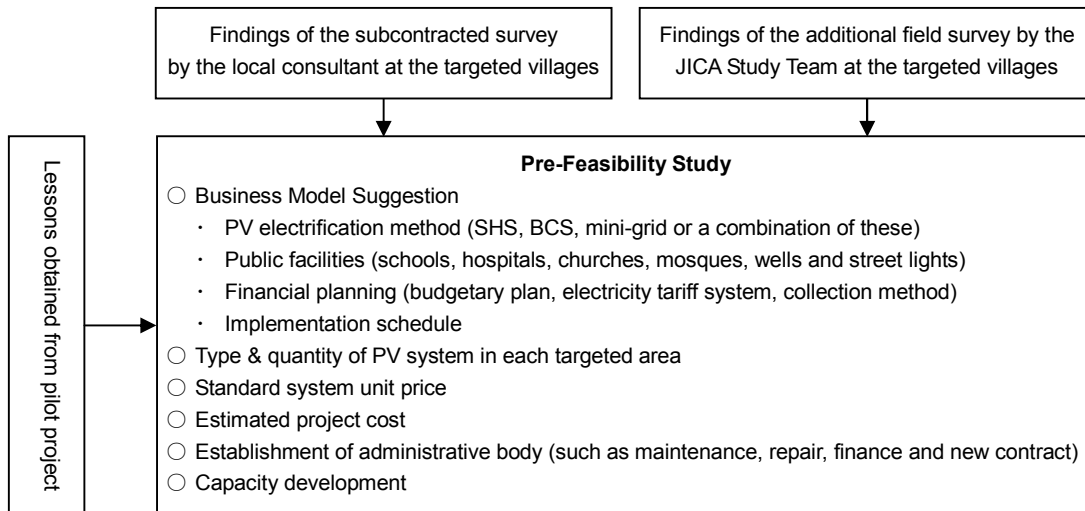 Findings of the subcontracted survey
by the local consultant at the targeted villages
Findings of the additional field survey by the
JICA Study Team at the targeted villages
Lessons obtained from pilot project
Pre-Feasibility Study
○ Business Model Suggestion
・ PV electrification method (SHS, BCS, mini-grid or a combination of these)
・ Public facilities (schools, hospitals, churches, mosques, wells and street lights)
・ Financial planning (budgetary plan, electricity tariff system, collection method)
・ Implementation schedule
○ Type & quantity of PV system in each targeted area
○ Standard system unit price
○ Estimated project cost
○ Establishment of administrative body (such as maintenance, repair, finance and new contract)
○ Capacity development